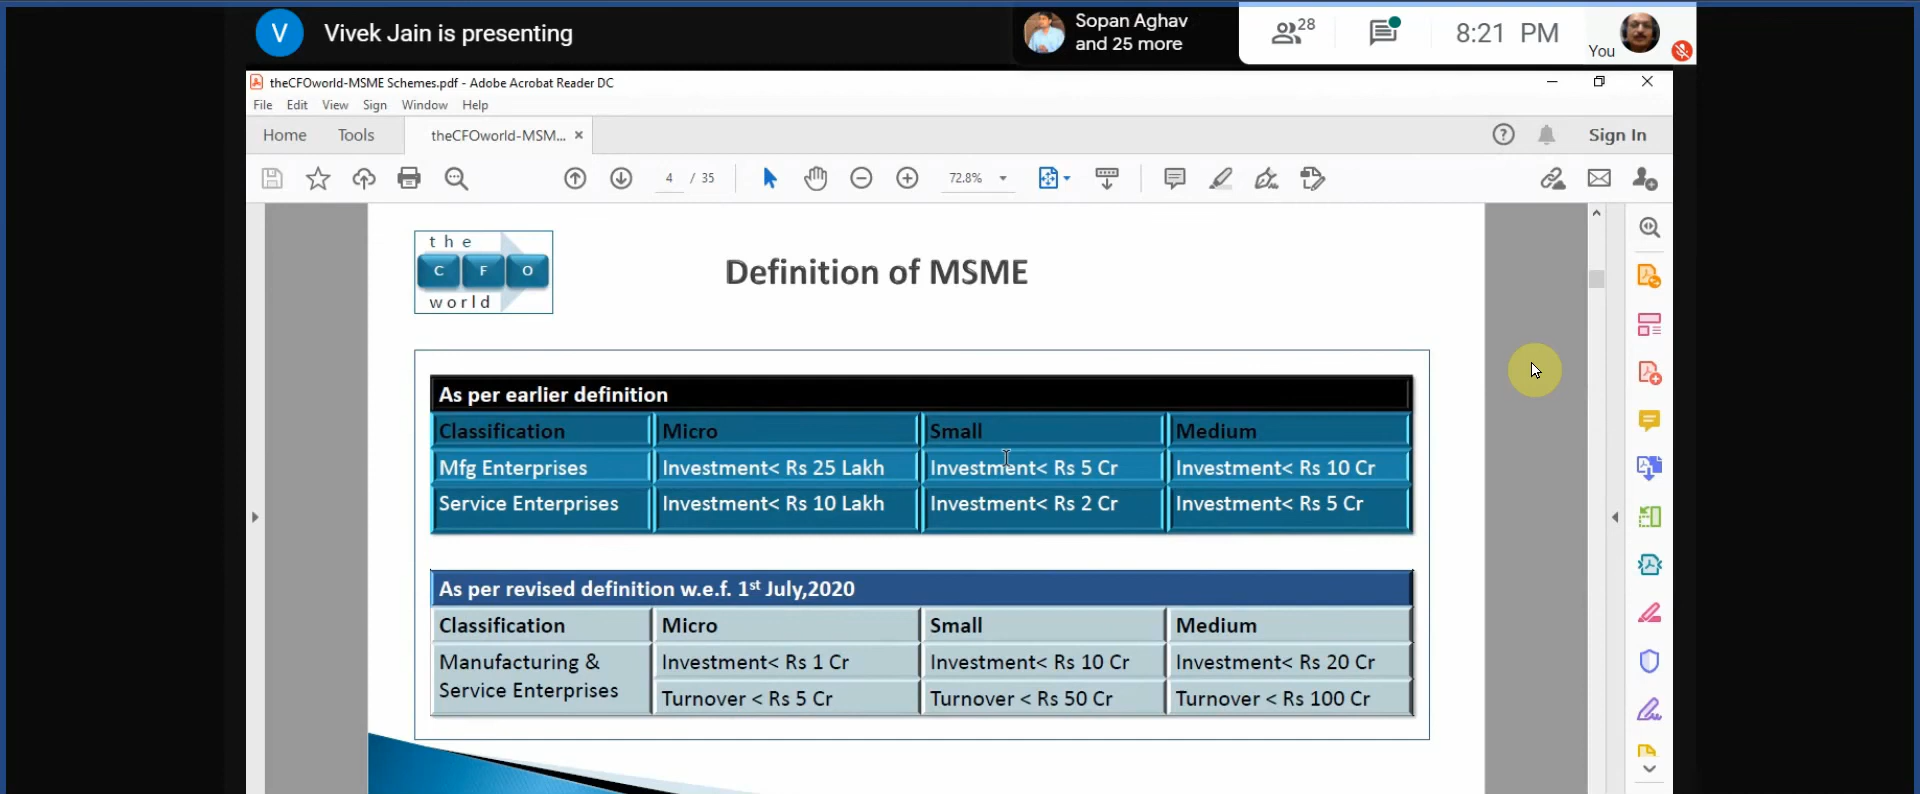 V Vivek Jain is presenting
Sopan Aghav
and 25 more
28
8:21 PM
You
theCFOworld-MSME Schemes.pdf - Adobe Acrobat Reader DC
File Edit View Sign Window Help
Home Tools theCFOworld-MSM... × Sign In
4 / 35 72.8%
the
C F O
world
Definition of MSME
As per earlier definition
Classification Micro Small Medium
Mfg Enterprises Investment< Rs 25 Lakh Investment< Rs 5 Cr Investment< Rs 10 Cr
Service Enterprises Investment< Rs 10 Lakh Investment< Rs 2 Cr Investment< Rs 5 Cr
As per revised definition w.e.f. 1st July,2020
Classification Micro Small Medium
Manufacturing & Investment< Rs 1 Cr Investment< Rs 10 Cr Investment< Rs 20 Cr
Service Enterprises Turnover < Rs 5 Cr Turnover < Rs 50 Cr Turnover < Rs 100 Cr